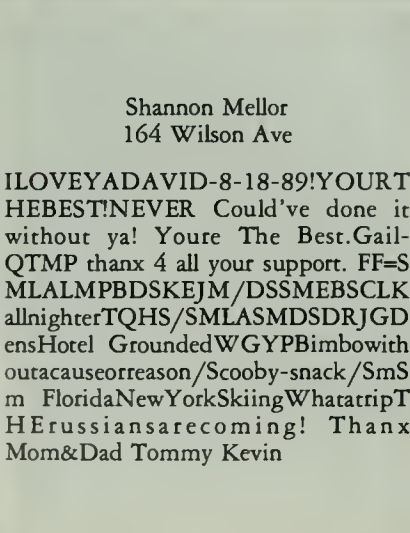 Shannon Mellor
164 Wilson Ave
ILOVEYADAVID-8-18-89!YOURT
HEBEST!NEVER Could've done it
without ya! Youre The Best.Gail-
QTMP thanx 4 all your support. FF=S
MLALMPBDSKEJM/DSSMEBSCLK
allnighterTQHS/SMLASMDSDRJGD
ensHotel GroundedWGYPBimbowith
outacauseorreason/Scooby-snack/SmS
m FloridaNewYorkSkiingWhatatripT
HErussiansarecoming! Thanx
Mom&Dad Tommy Kevin